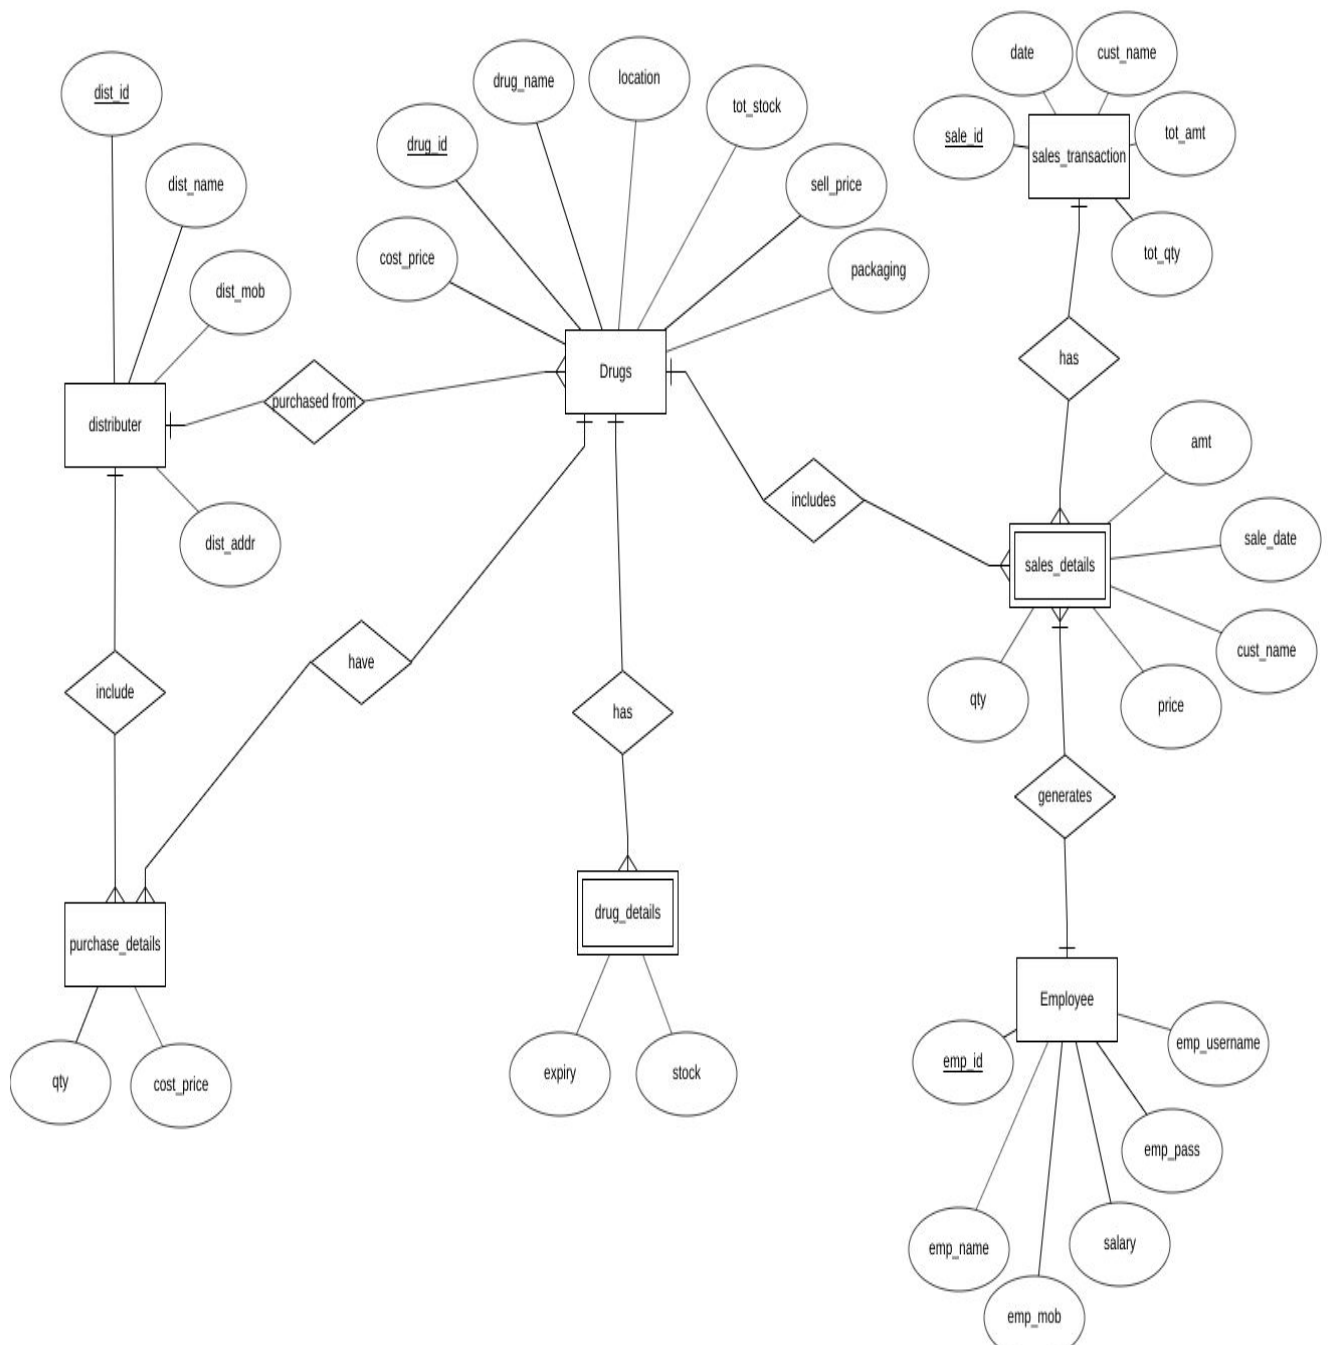 date
cust_name
dist_id
drug_name
location
tot_stock
sale_id
sales_transaction
tot_amt
drug_id
dist_name
sell_price
cost_price
packaging
tot_qty
dist_mob
Drugs
has
distributer
purchased from
amt
includes
dist_addr
sales_details
sale_date
cust_name
have
include
has
qty
price
generates
purchase_details
drug_details
Employee
emp_username
emp_id
qty
cost_price
expiry
stock
emp_pass
emp_name
salary
emp_mob